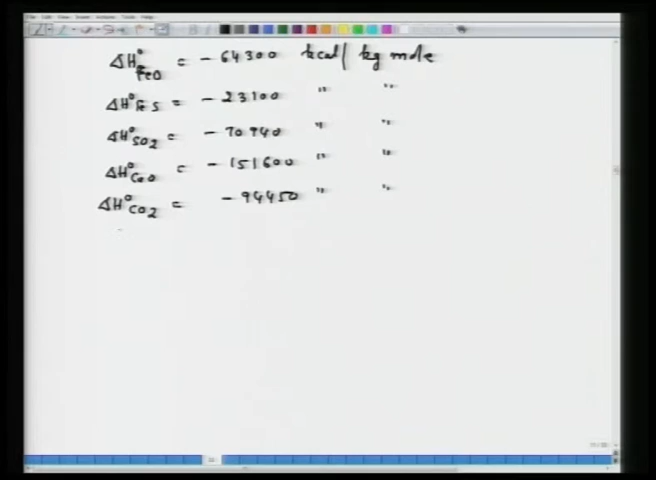 ΔH°FeO = - 64300 kcal/ kg mole
ΔH°FeS = - 23100 " "
ΔH°SO2 = - 70940 " "
ΔH°CaO = - 151600 " "
ΔH°CO2 = - 94450 " "